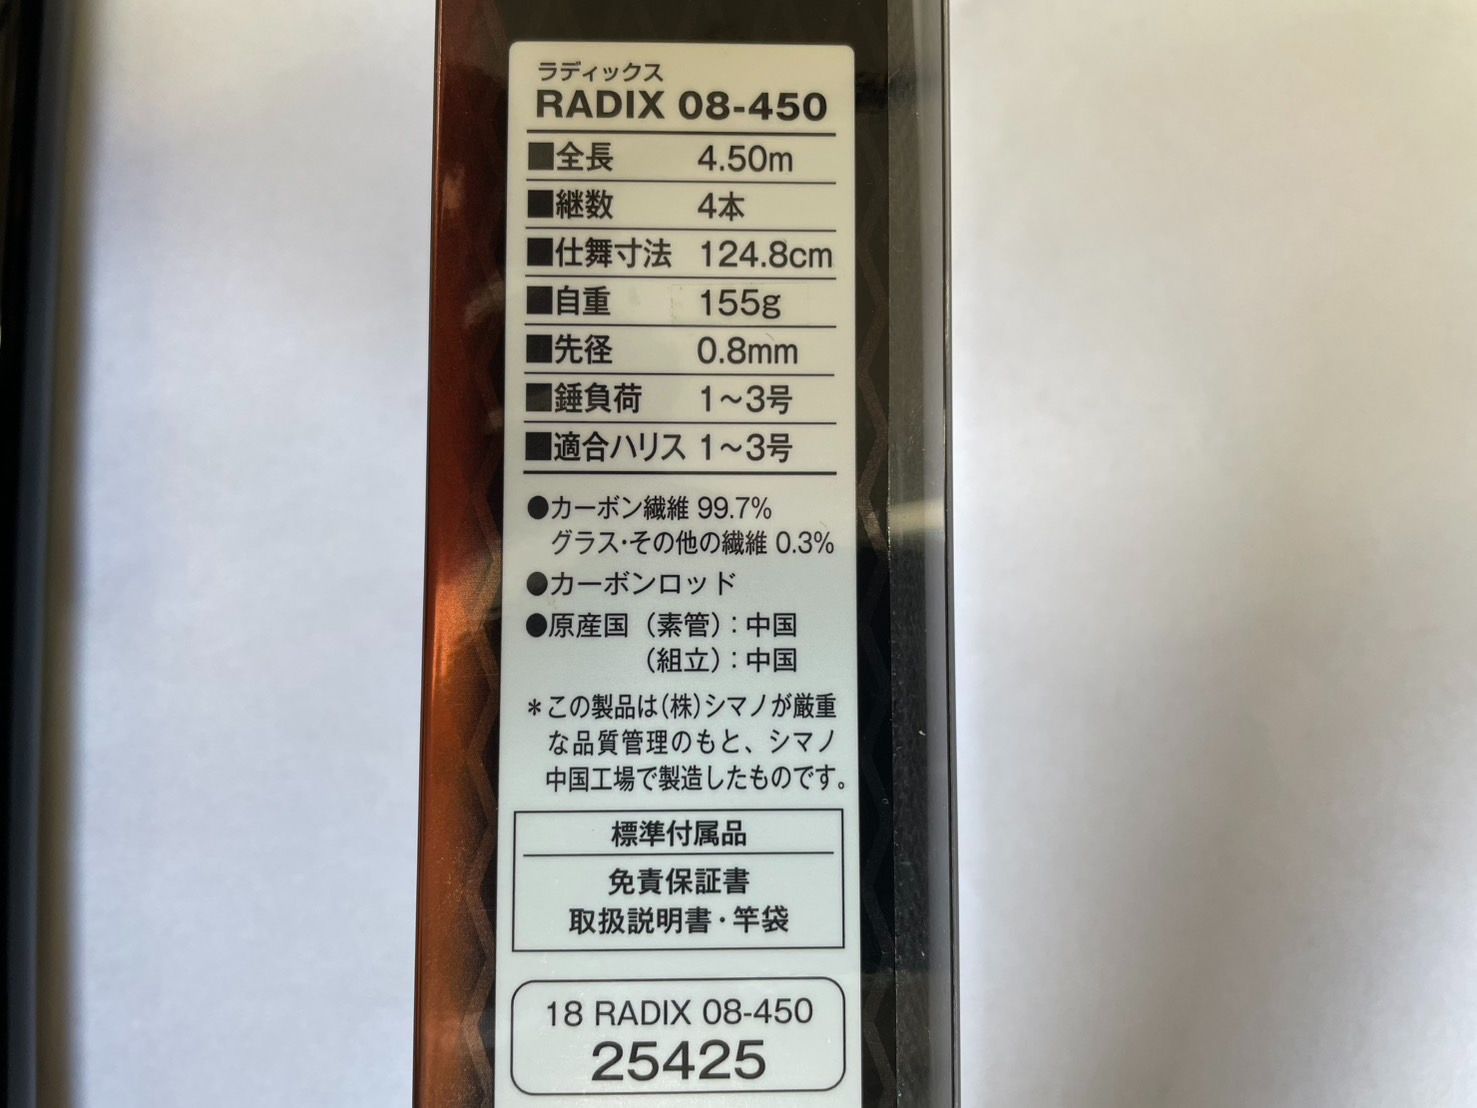 ラディックス
RADIX 08-450
■全長 4.50m
■継数 4本
■仕舞寸法 124.8cm
■自重 155g
■先径 0.8mm
■錘負荷 1～3号
■適合ハリス 1～3号
●カーボン繊維 99.7%
グラス・その他の繊維 0.3%
●カーボンロッド
●原産国（素管）：中国
（組立）：中国
＊この製品は（株）シマノが厳重
な品質管理のもと、シマノ
中国工場で製造したものです。
標準付属品
免責保証書
取扱説明書・竿袋
18 RADIX 08-450
25425